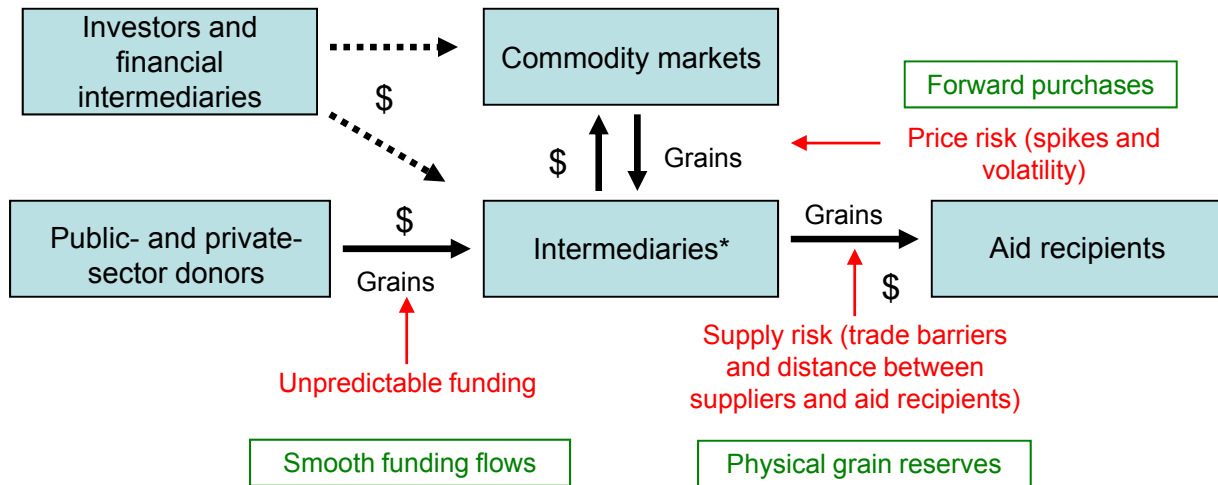 Investors and
financial
intermediaries
$
Commodity markets
Forward purchases
Price risk (spikes and
volatility)
$
Grains
Public- and private-
sector donors
$
Grains
Intermediaries*
Grains
$
Aid recipients
Unpredictable funding
Supply risk (trade barriers
and distance between
suppliers and aid recipients)
Smooth funding flows
Physical grain reserves